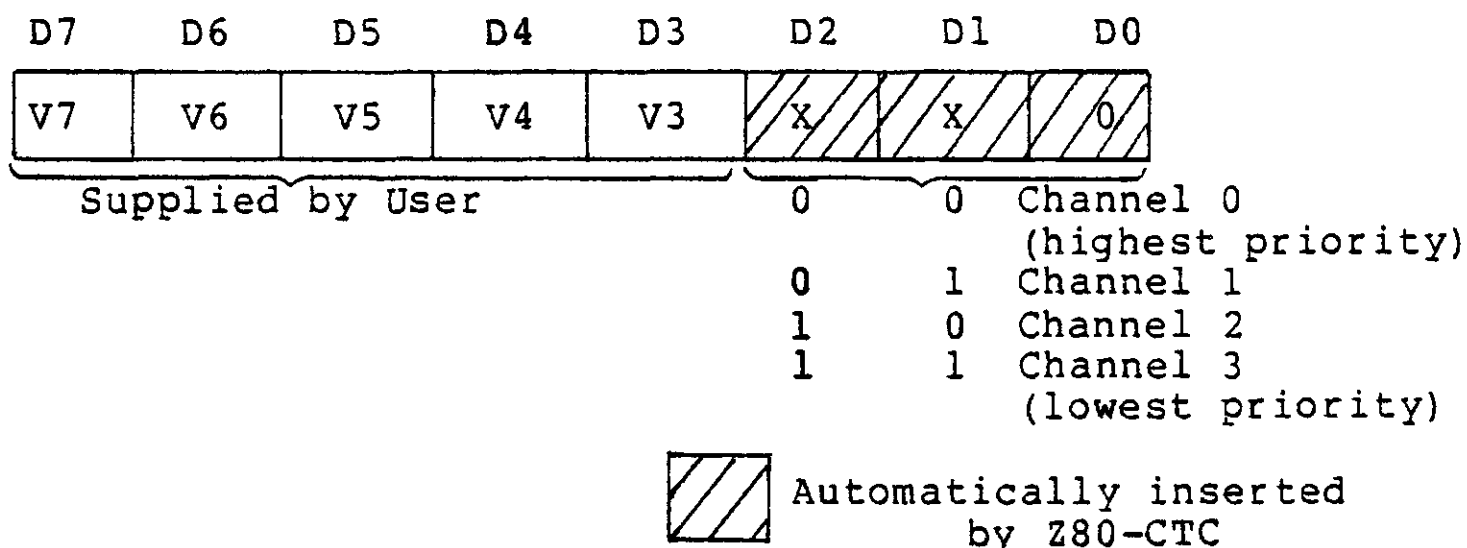 D7 D6 D5 D4 D3 D2 D1 D0
V7 V6 V5 V4 V3 X X 0
Supplied by User
0 0 Channel 0
(highest priority)
0 1 Channel 1
1 0 Channel 2
1 1 Channel 3
(lowest priority)
Automatically inserted
by Z80-CTC